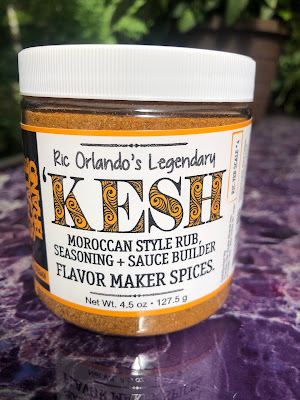 Ric Orlando's Legendary
'KESH
MOROCCAN STYLE RUB,
SEASONING + SAUCE BUILDER
FLAVOR MAKER SPICES.
Net Wt. 4.5 oz • 127.5 g
BRAND